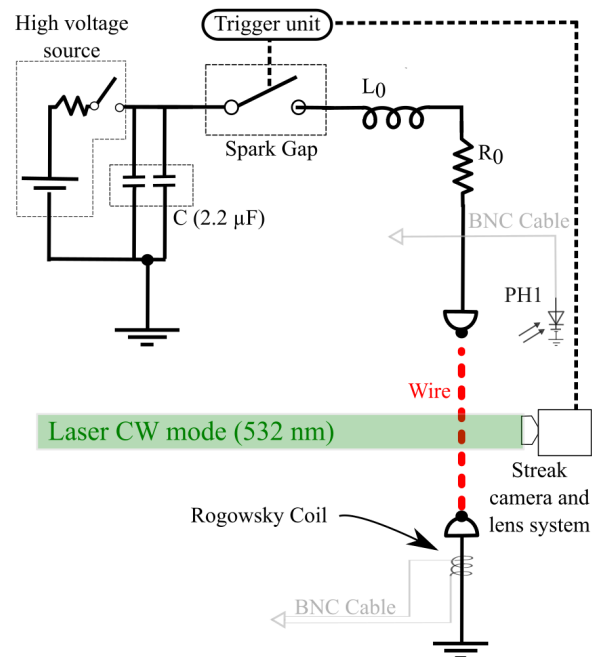 High voltage
source
Trigger unit
Spark Gap
L0
R0
C (2.2 μF)
BNC Cable
PH1
Wire
Laser CW mode (532 nm)
Streak
camera and
lens system
Rogowsky Coil
BNC Cable